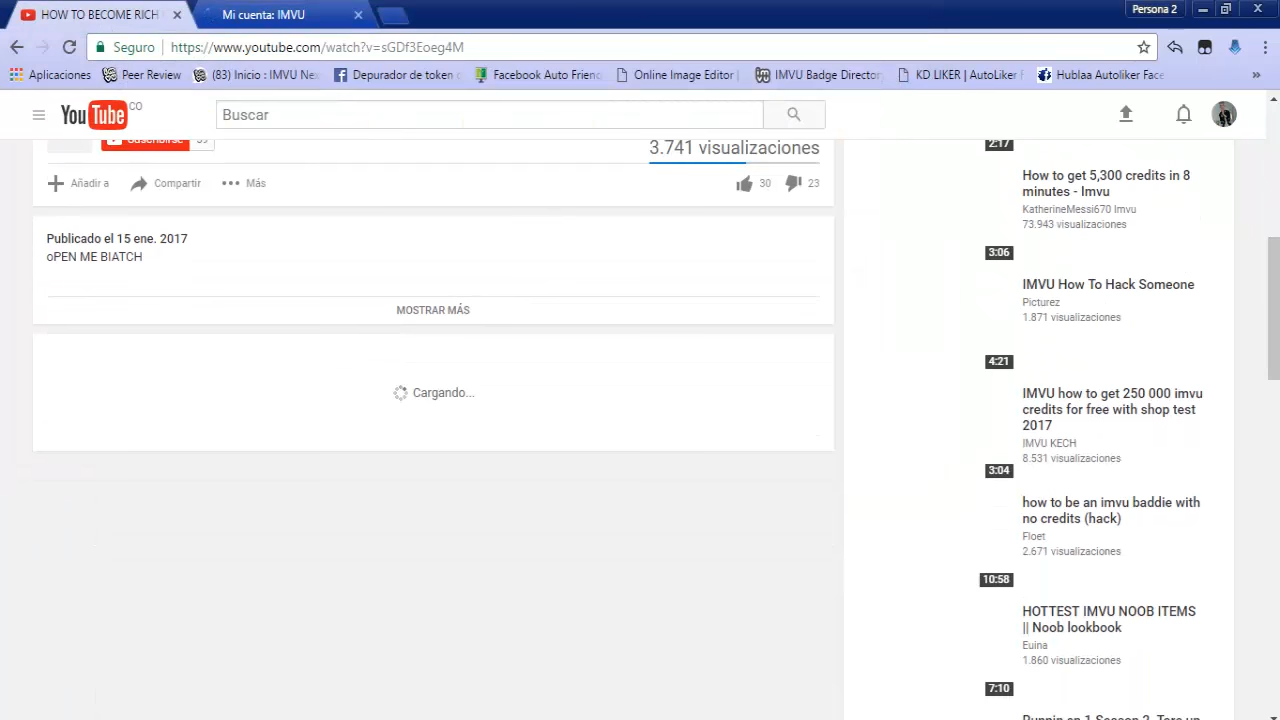 HOW TO BECOME RICH
Mi cuenta: IMVU
Persona 2
Seguro
https://www.youtube.com/watch?v=sGDf3Eoeg4M
Aplicaciones
Peer Review
(83) Inicio : IMVU Ne
Depurador de token
Facebook Auto Frien
Online Image Editor
IMVU Badge Director
KD LIKER | AutoLiker F
Hublaa Autoliker Face
»
YouTube CO
Buscar
Suscribirse 39
3.741 visualizaciones
Añadir a
Compartir
Más
30
23
Publicado el 15 ene. 2017
oPEN ME BIATCH
MOSTRAR MÁS
Cargando...
2:17
How to get 5,300 credits in 8
minutes - Imvu
KatherineMessi670 Imvu
73.943 visualizaciones
3:06
IMVU How To Hack Someone
Picturez
1.871 visualizaciones
4:21
IMVU how to get 250 000 imvu
credits for free with shop test
2017
IMVU KECH
8.531 visualizaciones
3:04
how to be an imvu baddie with
no credits (hack)
Floet
2.671 visualizaciones
10:58
HOTTEST IMVU NOOB ITEMS
|| Noob lookbook
Euina
1.860 visualizaciones
7:10